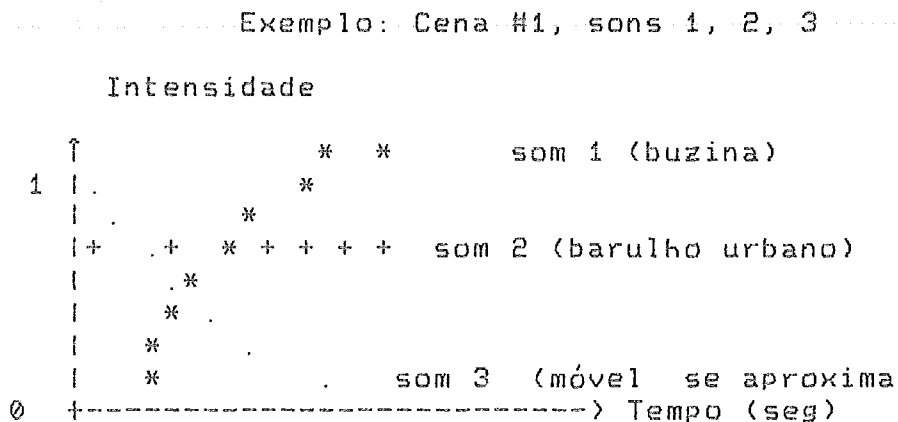 Exemplo: Cena #1, sons 1, 2, 3
Intensidade
som 1 (buzina)
1
som 2 (barulho urbano)
som 3 (móvel se aproxima
0 Tempo (seg)